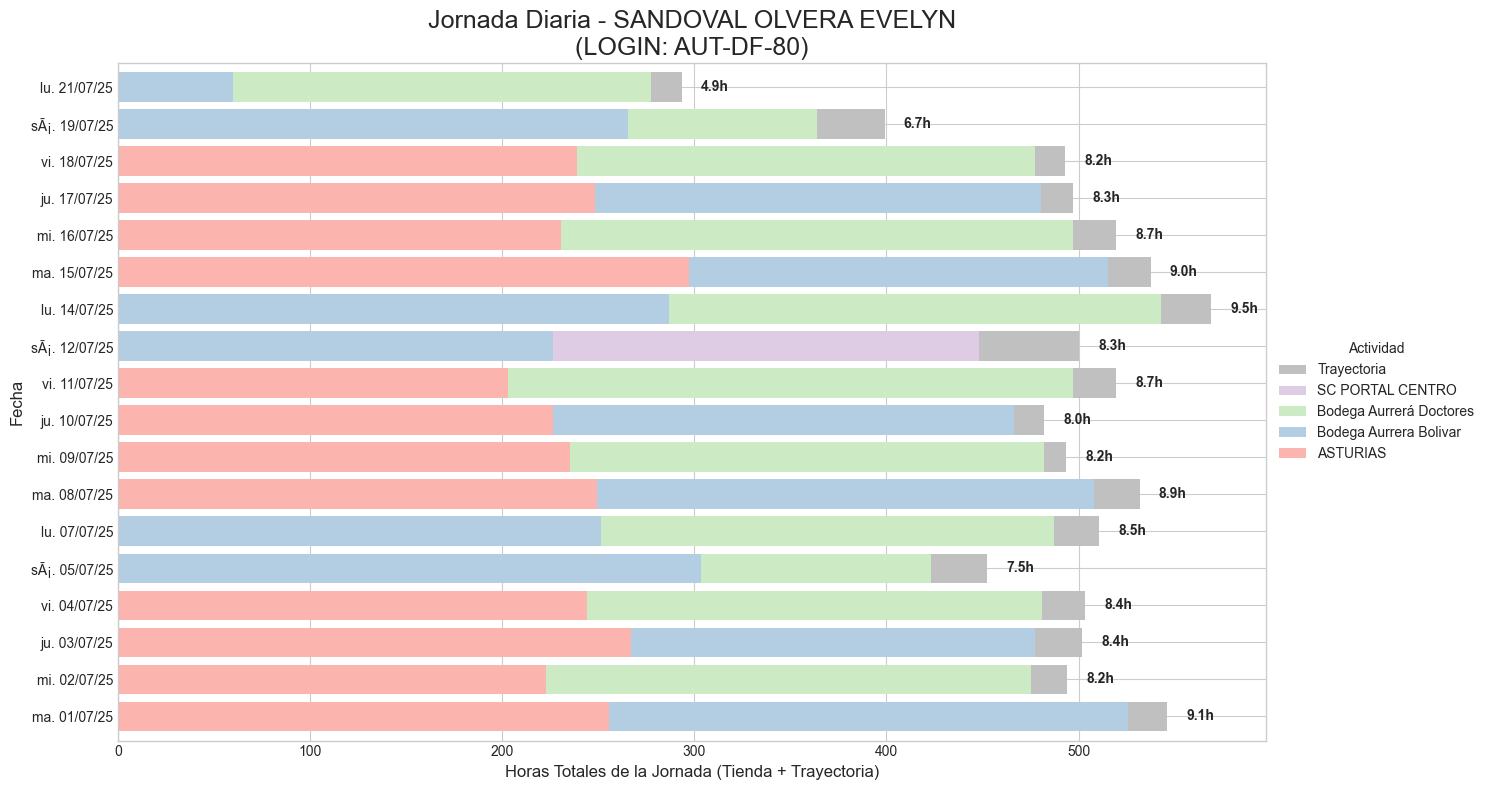 Jornada Diaria - SANDOVAL OLVERA EVELYN
(LOGIN: AUT-DF-80)
Fecha
lu. 21/07/25 4.9h
sÃ¡. 19/07/25 6.7h
vi. 18/07/25 8.2h
ju. 17/07/25 8.3h
mi. 16/07/25 8.7h
ma. 15/07/25 9.0h
lu. 14/07/25 9.5h
sÃ¡. 12/07/25 8.3h
vi. 11/07/25 8.7h
ju. 10/07/25 8.0h
mi. 09/07/25 8.2h
ma. 08/07/25 8.9h
lu. 07/07/25 8.5h
sÃ¡. 05/07/25 7.5h
vi. 04/07/25 8.4h
ju. 03/07/25 8.4h
mi. 02/07/25 8.2h
ma. 01/07/25 9.1h
0 100 200 300 400 500
Horas Totales de la Jornada (Tienda + Trayectoria)
Actividad
Trayectoria
SC PORTAL CENTRO
Bodega Aurrerá Doctores
Bodega Aurrera Bolivar
ASTURIAS